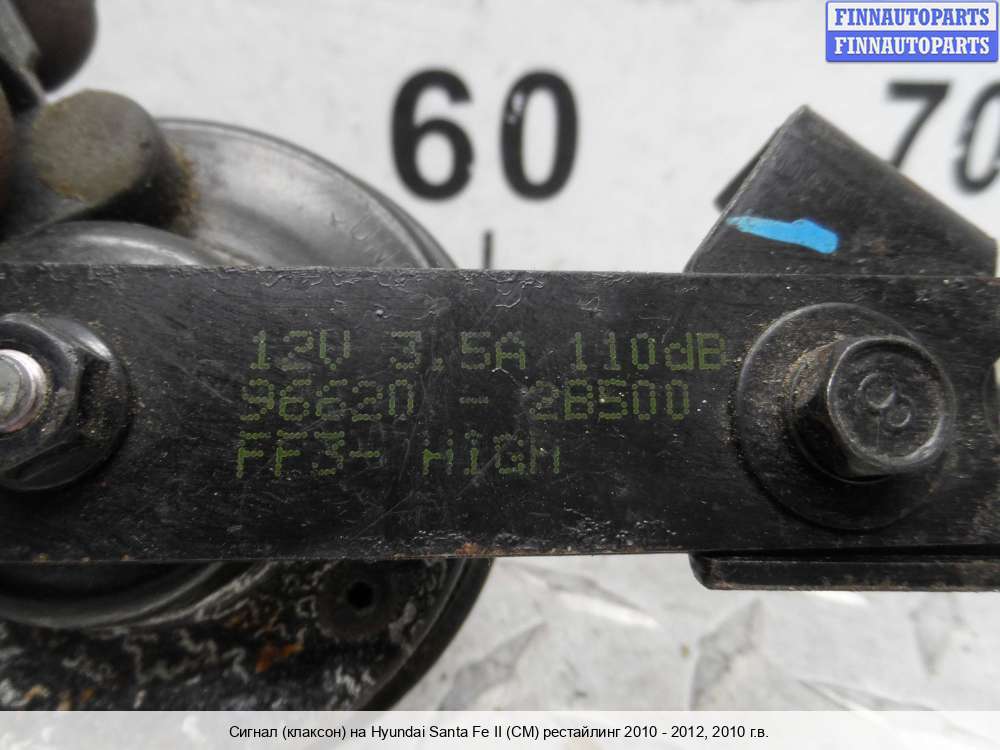 FINNAUTOPARTS
FINNAUTOPARTS
60
70
12V 3.5A 110dB
96620 - 2B500
HIGH
8
Сигнал (клаксон) на Hyundai Santa Fe II (CM) рестайлинг 2010 - 2012, 2010 г.в.